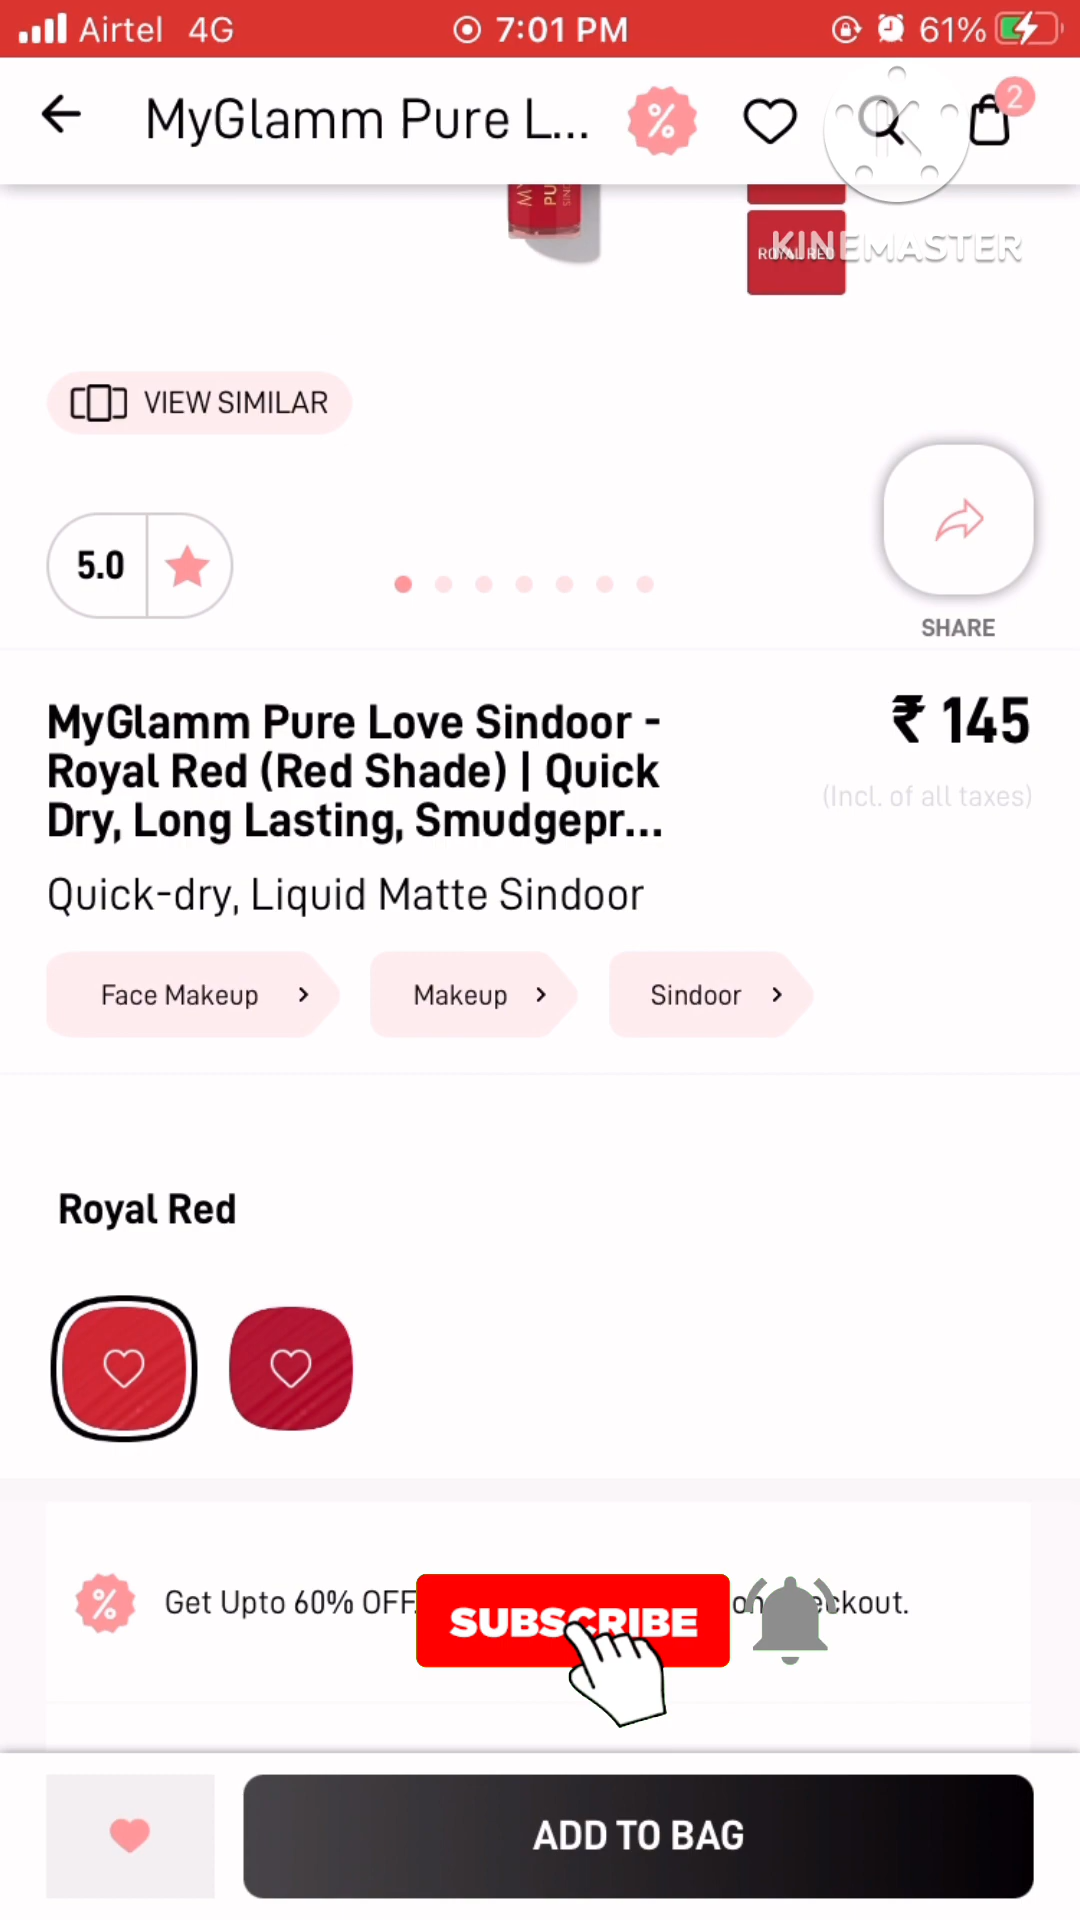 Airtel 4G 7:01 PM 61%
MyGlamm Pure L... % 2
ROYAL RED
KINEMASTER
VIEW SIMILAR
5.0
SHARE
MyGlamm Pure Love Sindoor - ₹ 145
Royal Red (Red Shade) | Quick
Dry, Long Lasting, Smudgepr...
(Incl. of all taxes)
Quick-dry, Liquid Matte Sindoor
Face Makeup > Makeup > Sindoor >
Royal Red
% Get Upto 60% OFF.
SUBSCRIBE
ADD TO BAG